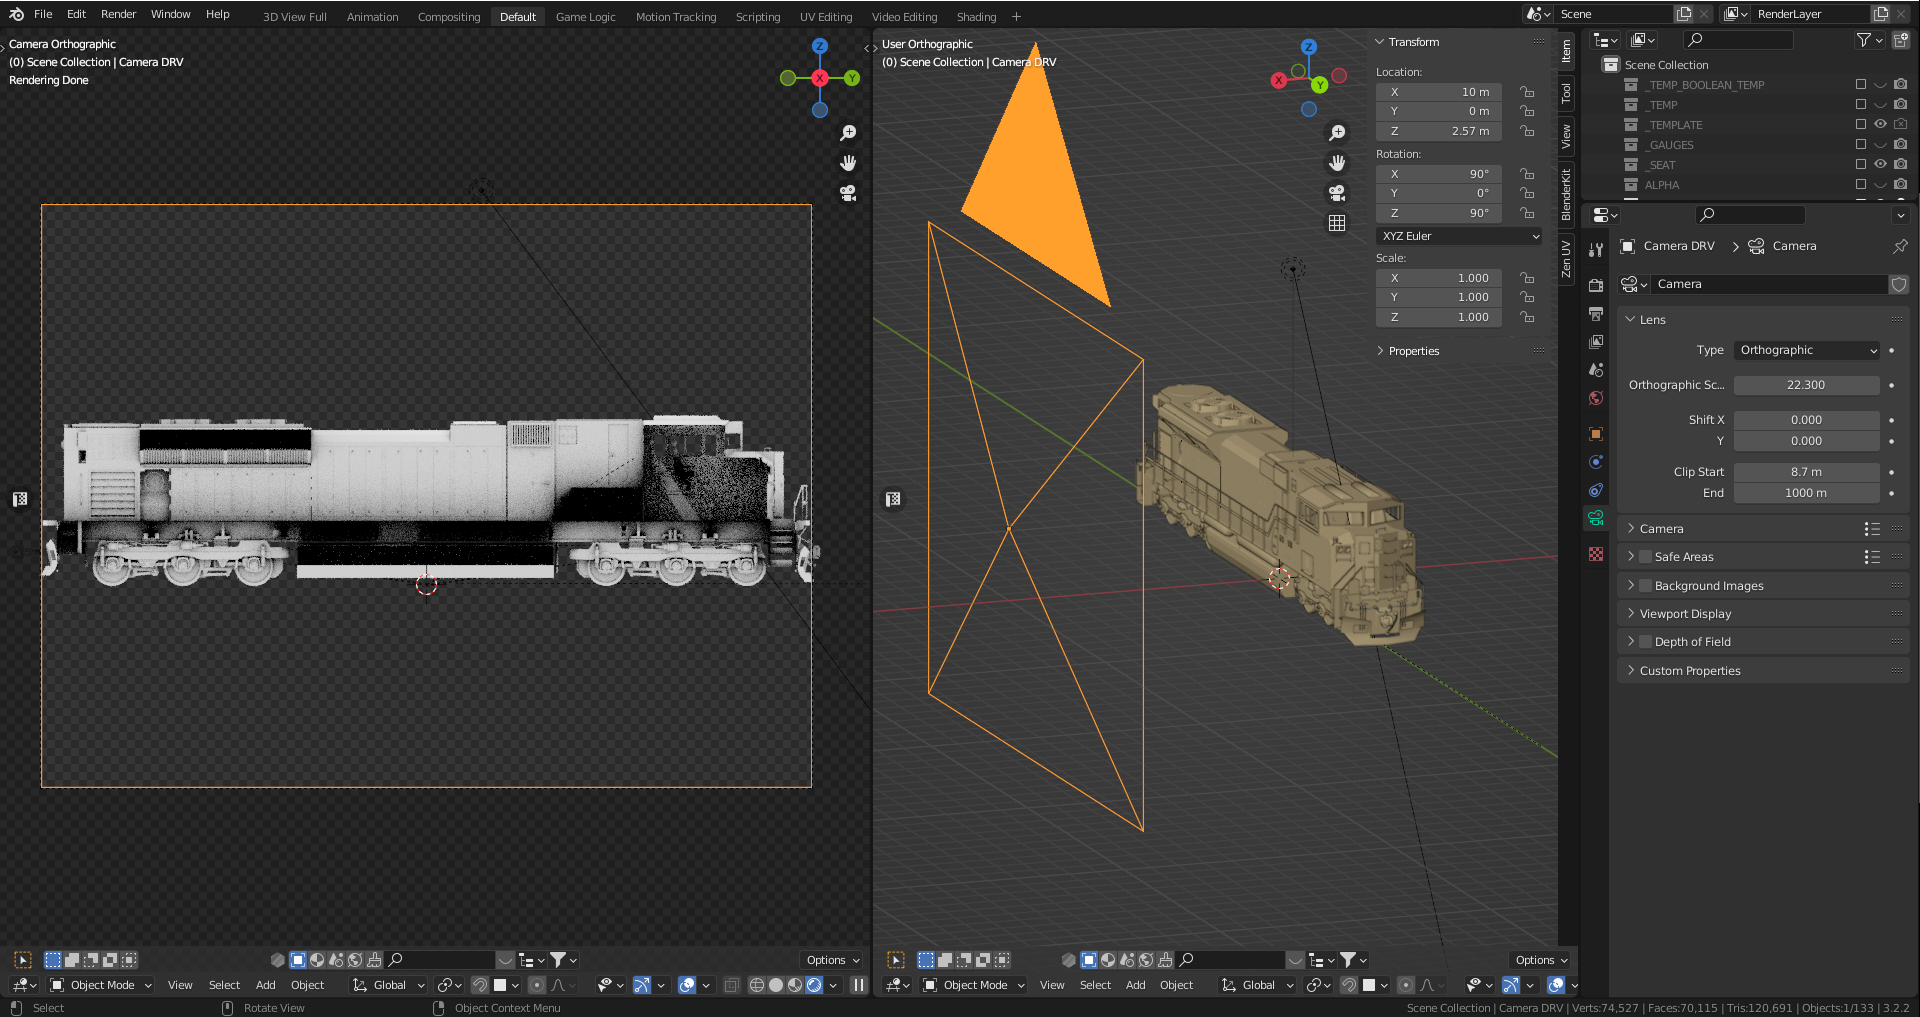 File Edit Render Window Help 3D View Full Animation Compositing Default Game Logic Motion Tracking Scripting UV Editing Video Editing Shading + Scene RenderLayer
Camera Orthographic
(0) Scene Collection | Camera DRV
Rendering Done
Z
X
Y
User Orthographic
(0) Scene Collection | Camera DRV
Z
X
Y
Transform
Location:
X 10 m
Y 0 m
Z 2.57 m
Rotation:
X 90°
Y 0°
Z 90°
XYZ Euler
Scale:
X 1.000
Y 1.000
Z 1.000
Properties
Item
Tool
View
BlenderKit
Zen UV
Scene Collection
_TEMP_BOOLEAN_TEMP
_TEMP
_TEMPLATE
_GAUGES
_SEAT
ALPHA
Camera DRV Camera
Camera
Lens
Type Orthographic
Orthographic Sc... 22.300
Shift X 0.000
Y 0.000
Clip Start 8.7 m
End 1000 m
Camera
Safe Areas
Background Images
Viewport Display
Depth of Field
Custom Properties
Options
Object Mode View Select Add Object Global
Options
Object Mode View Select Add Object Global
Select Rotate View Object Context Menu Scene Collection | Camera DRV | Verts:74,527 | Faces:70,115 | Tris:120,691 | Objects:1/133 | 3.2.2